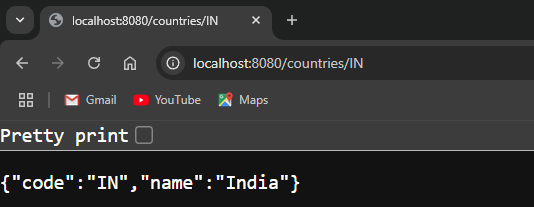 localhost:8080/countries/IN
localhost:8080/countries/IN
Gmail YouTube Maps
Pretty print
{"code":"IN","name":"India"}